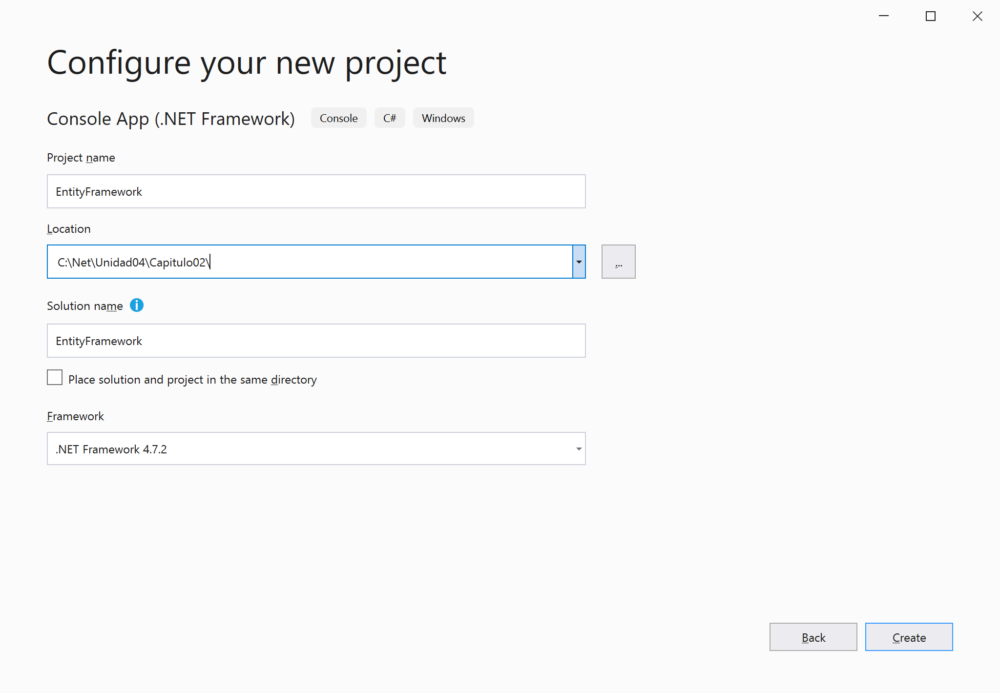 Configure your new project
Console App (.NET Framework) Console C# Windows
Project name
EntityFramework
Location
C:\Net\Unidad04\Capitulo02\
...
Solution name
EntityFramework
Place solution and project in the same directory
Framework
.NET Framework 4.7.2
Back Create